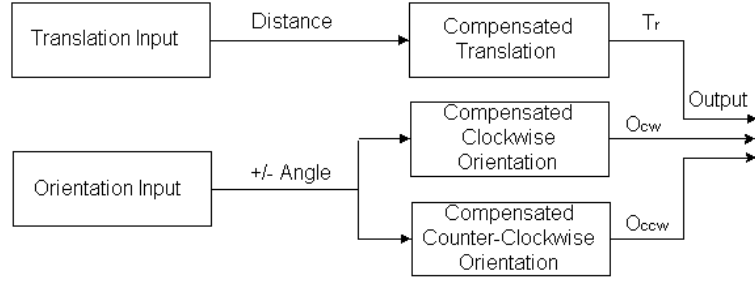 Translation Input
Distance
Compensated
Translation
Tr
Output
Compensated
Clockwise
Orientation
Ocw
Orientation Input
+/- Angle
Compensated
Counter-Clockwise
Orientation
Occw